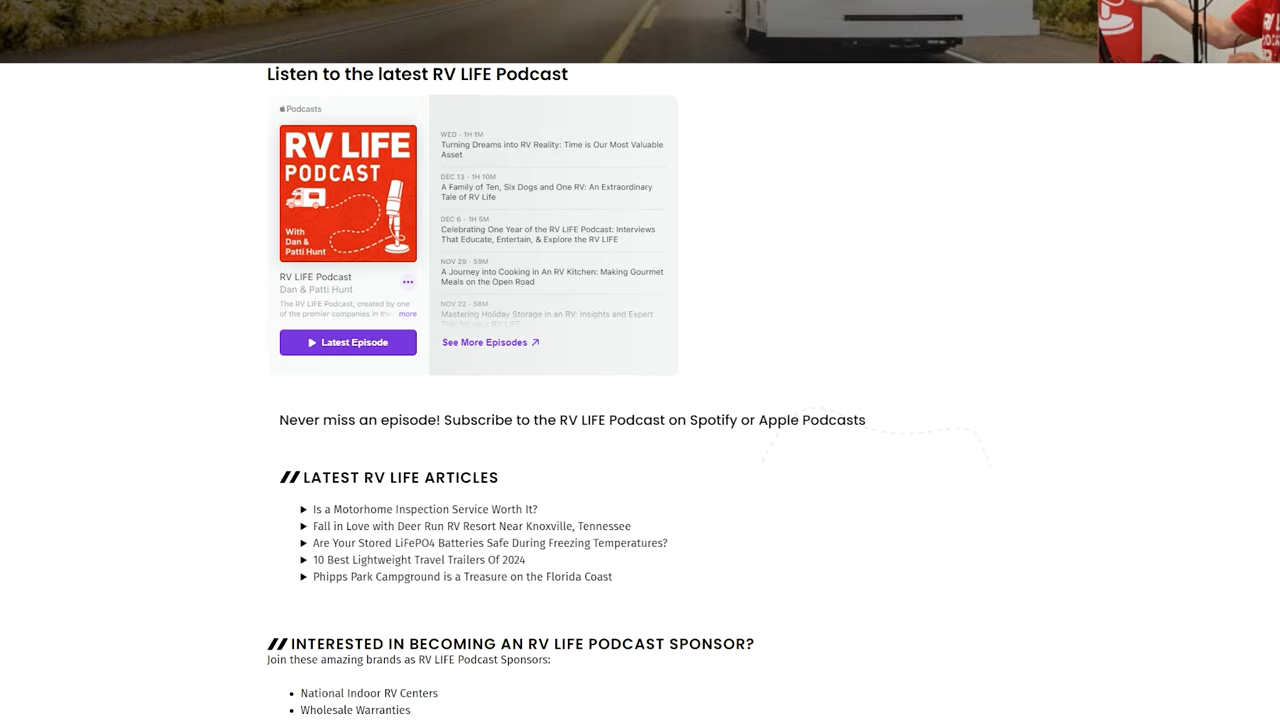 Listen to the latest RV LIFE Podcast
Podcasts
RV LIFE
PODCAST
With
Dan &
Patti Hunt
RV LIFE Podcast
Dan & Patti Hunt
The RV LIFE Podcast, created by one
of the premier companies in the more
Latest Episode
WED · 1H 1M
Turning Dreams into RV Reality: Time is Our Most Valuable
Asset
DEC 13 · 1H 10M
A Family of Ten, Six Dogs and One RV: An Extraordinary
Tale of RV Life
DEC 6 · 1H 5M
Celebrating One Year of the RV LIFE Podcast: Interviews
That Educate, Entertain, & Explore the RV LIFE
NOV 29 · 59M
A Journey into Cooking in An RV Kitchen: Making Gourmet
Meals on the Open Road
NOV 22 · 58M
Mastering Holiday Storage in an RV: Insights and Expert
Tips for your RV LIFE
See More Episodes
Never miss an episode! Subscribe to the RV LIFE Podcast on Spotify or Apple Podcasts
LATEST RV LIFE ARTICLES
Is a Motorhome Inspection Service Worth It?
Fall in Love with Deer Run RV Resort Near Knoxville, Tennessee
Are Your Stored LiFePO4 Batteries Safe During Freezing Temperatures?
10 Best Lightweight Travel Trailers Of 2024
Phipps Park Campground is a Treasure on the Florida Coast
INTERESTED IN BECOMING AN RV LIFE PODCAST SPONSOR?
Join these amazing brands as RV LIFE Podcast Sponsors:
National Indoor RV Centers
Wholesale Warranties